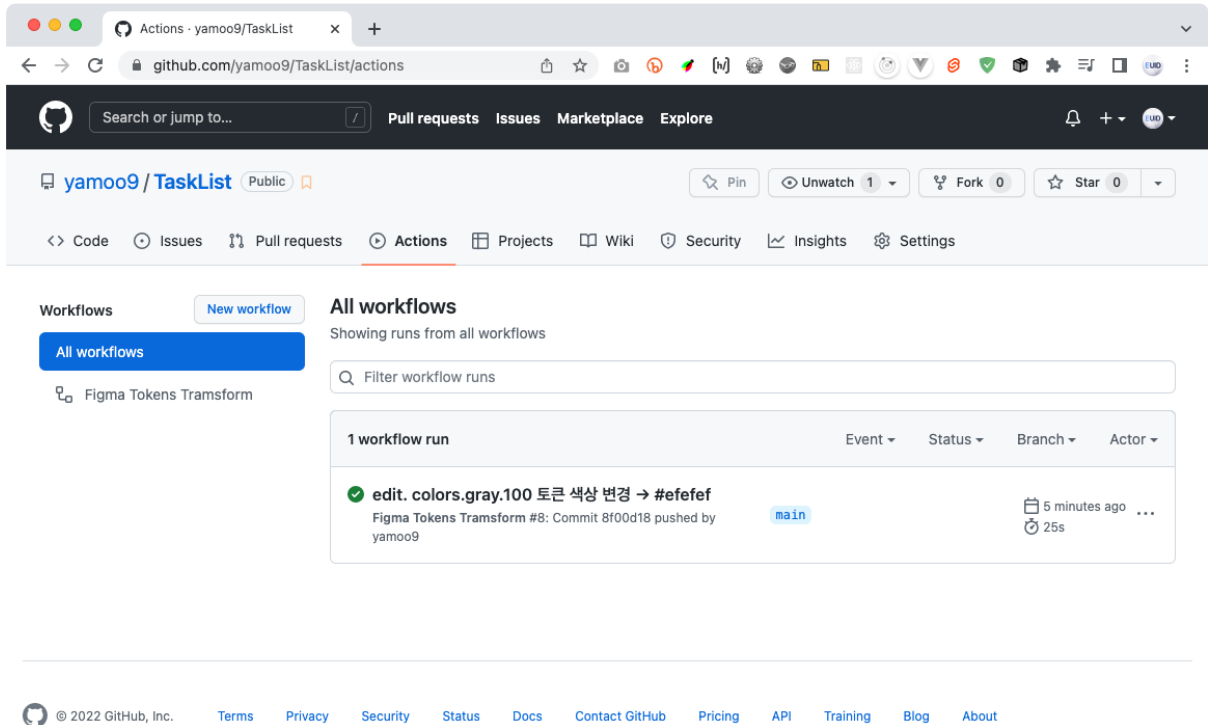 Actions · yamoo9/TaskList
github.com/yamoo9/TaskList/actions
Search or jump to... /
Pull requests Issues Marketplace Explore
yamoo9 / TaskList Public
Pin
Unwatch 1
Fork 0
Star 0
Code Issues Pull requests Actions Projects Wiki Security Insights Settings
Workflows
New workflow
All workflows
Figma Tokens Tramsform
All workflows
Showing runs from all workflows
Filter workflow runs
1 workflow run
Event Status Branch Actor
edit. colors.gray.100 토큰 색상 변경 → #efefef
Figma Tokens Tramsform #8: Commit 8f00d18 pushed by
yamoo9
main
5 minutes ago
25s
© 2022 GitHub, Inc. Terms Privacy Security Status Docs Contact GitHub Pricing API Training Blog About